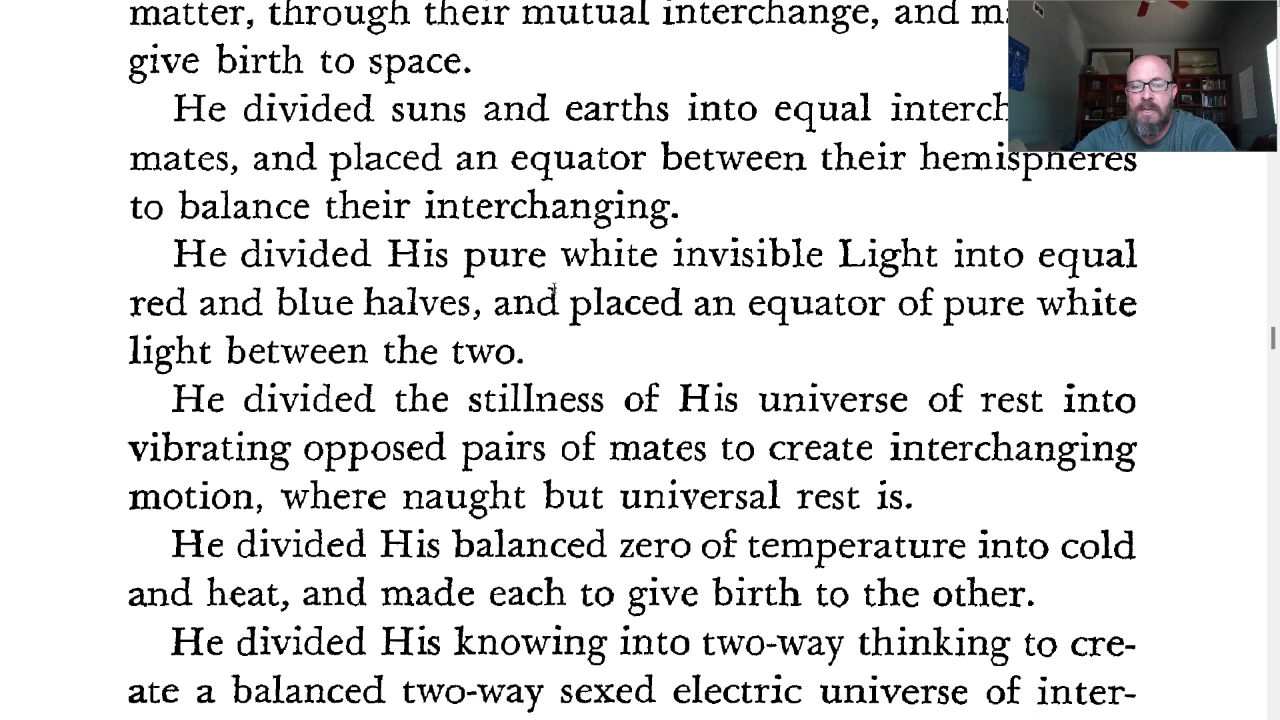 matter, through their mutual interchange, and
give birth to space.
He divided suns and earths into equal
mates, and placed an equator between their hemispheres
to balance their interchanging.
He divided His pure white invisible Light into equal
red and blue halves, and placed an equator of pure white
light between the two.
He divided the stillness of His universe of rest into
vibrating opposed pairs of mates to create interchanging
motion, where naught but universal rest is.
He divided His balanced zero of temperature into cold
and heat, and made each to give birth to the other.
He divided His knowing into two-way thinking to cre-
ate a balanced two-way sexed electric universe of inter-